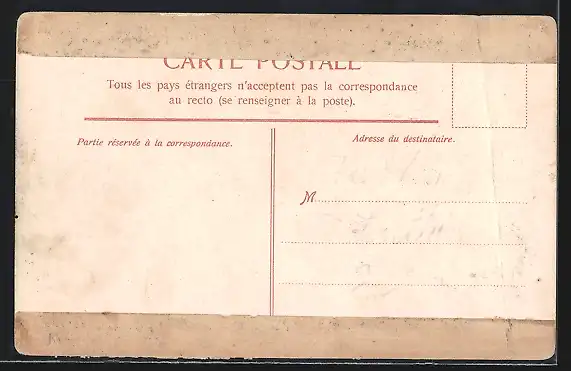 CARTE POSTALE
Tous les pays étrangers n'acceptent pas la correspondance
au recto (se renseigner à la poste).
Partie réservée à la correspondance.
Adresse du destinataire.
M